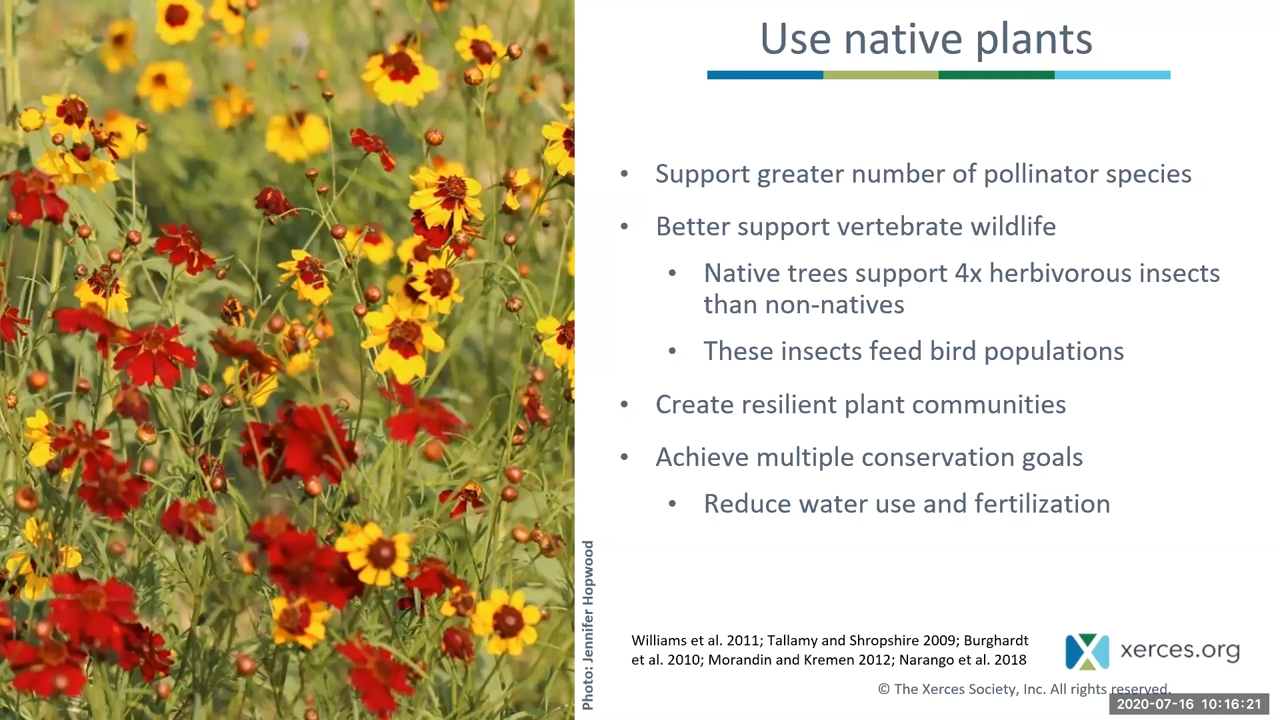 Use native plants
• Support greater number of pollinator species
• Better support vertebrate wildlife
• Native trees support 4x herbivorous insects
than non-natives
• These insects feed bird populations
• Create resilient plant communities
• Achieve multiple conservation goals
• Reduce water use and fertilization
Photo: Jennifer Hopwood
Williams et al. 2011; Tallamy and Shropshire 2009; Burghardt
et al. 2010; Morandin and Kremen 2012; Narango et al. 2018
xerces.org
© The Xerces Society, Inc. All rights reserved.
2020-07-16 10:16:21